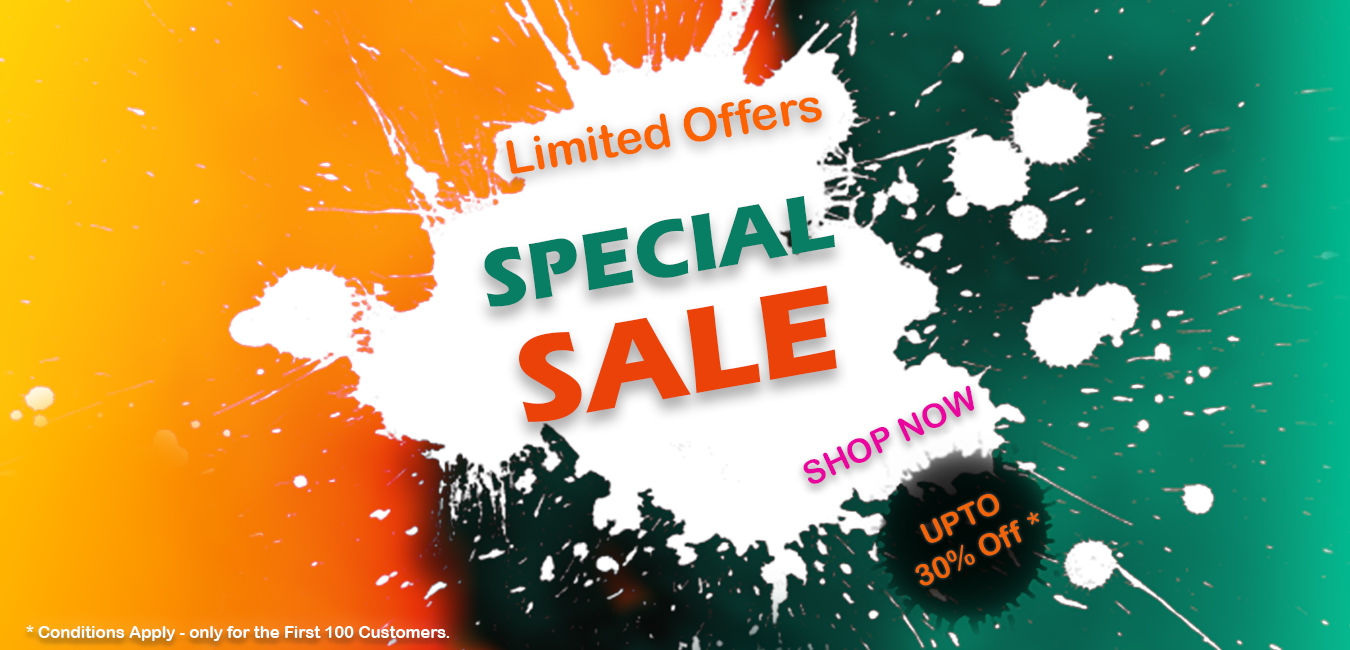 Limited Offers
SPECIAL
SALE
SHOP NOW
UPTO
30% Off *
* Conditions Apply - only for the First 100 Customers.